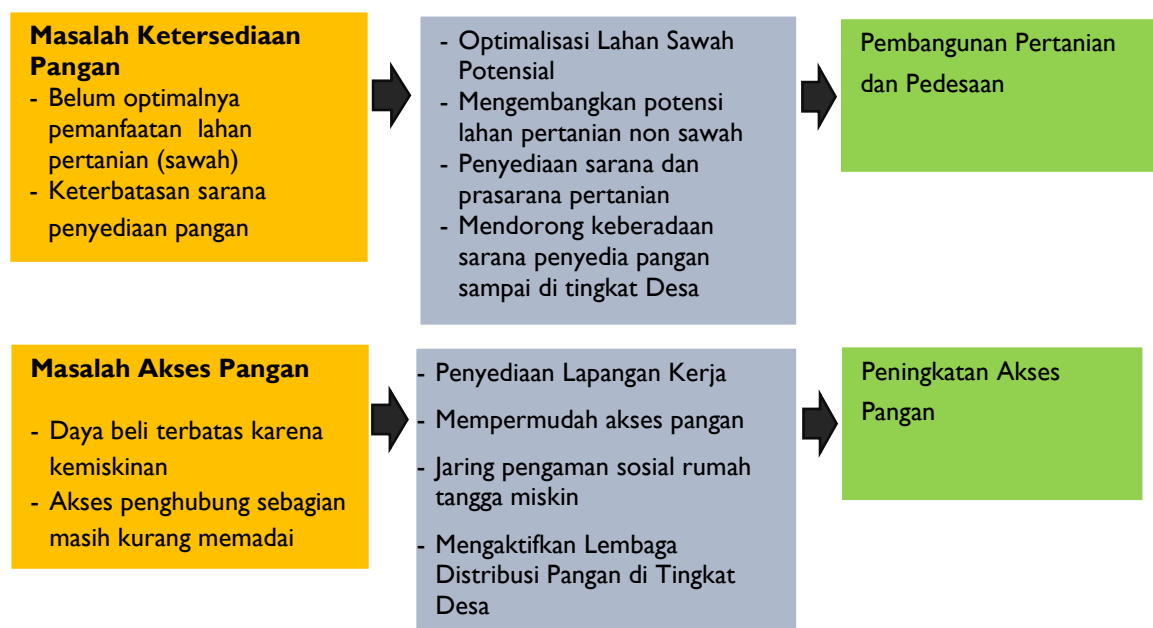 Masalah Ketersediaan
Pangan
- Belum optimalnya
pemanfaatan lahan
pertanian (sawah)
- Keterbatasan sarana
penyediaan pangan
- Optimalisasi Lahan Sawah
Potensial
- Mengembangkan potensi
lahan pertanian non sawah
- Penyediaan sarana dan
prasarana pertanian
- Mendorong keberadaan
sarana penyedia pangan
sampai di tingkat Desa
Pembangunan Pertanian
dan Pedesaan
Masalah Akses Pangan
- Daya beli terbatas karena
kemiskinan
- Akses penghubung sebagian
masih kurang memadai
- Penyediaan Lapangan Kerja
- Mempermudah akses pangan
- Jaring pengaman sosial rumah
tangga miskin
- Mengaktifkan Lembaga
Distribusi Pangan di Tingkat
Desa
Peningkatan Akses
Pangan